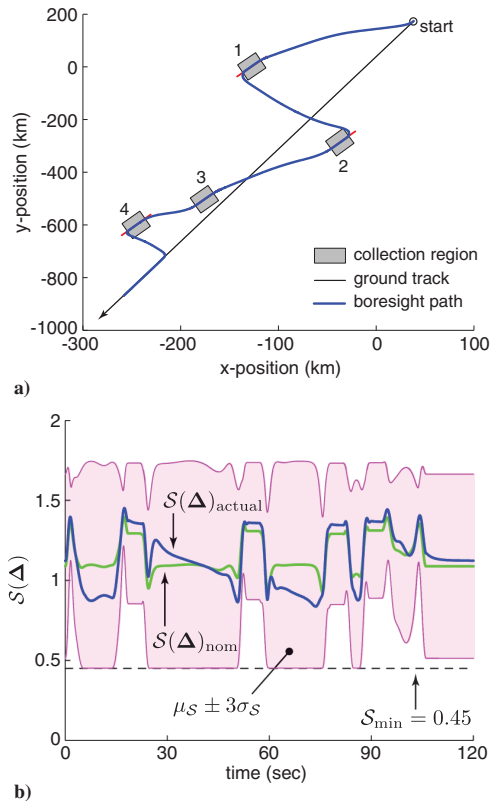 200
0
-200
-400
-600
-800
-1000
y-position (km)
-300
-200
-100
0
100
x-position (km)
start
1
2
3
4
collection region
ground track
boresight path
a)
2
1.5
1
0.5
0
S(Δ)
S(Δ)actual
S(Δ)nom
μS ± 3σS
Smin = 0.45
0
30
60
90
120
time (sec)
b)